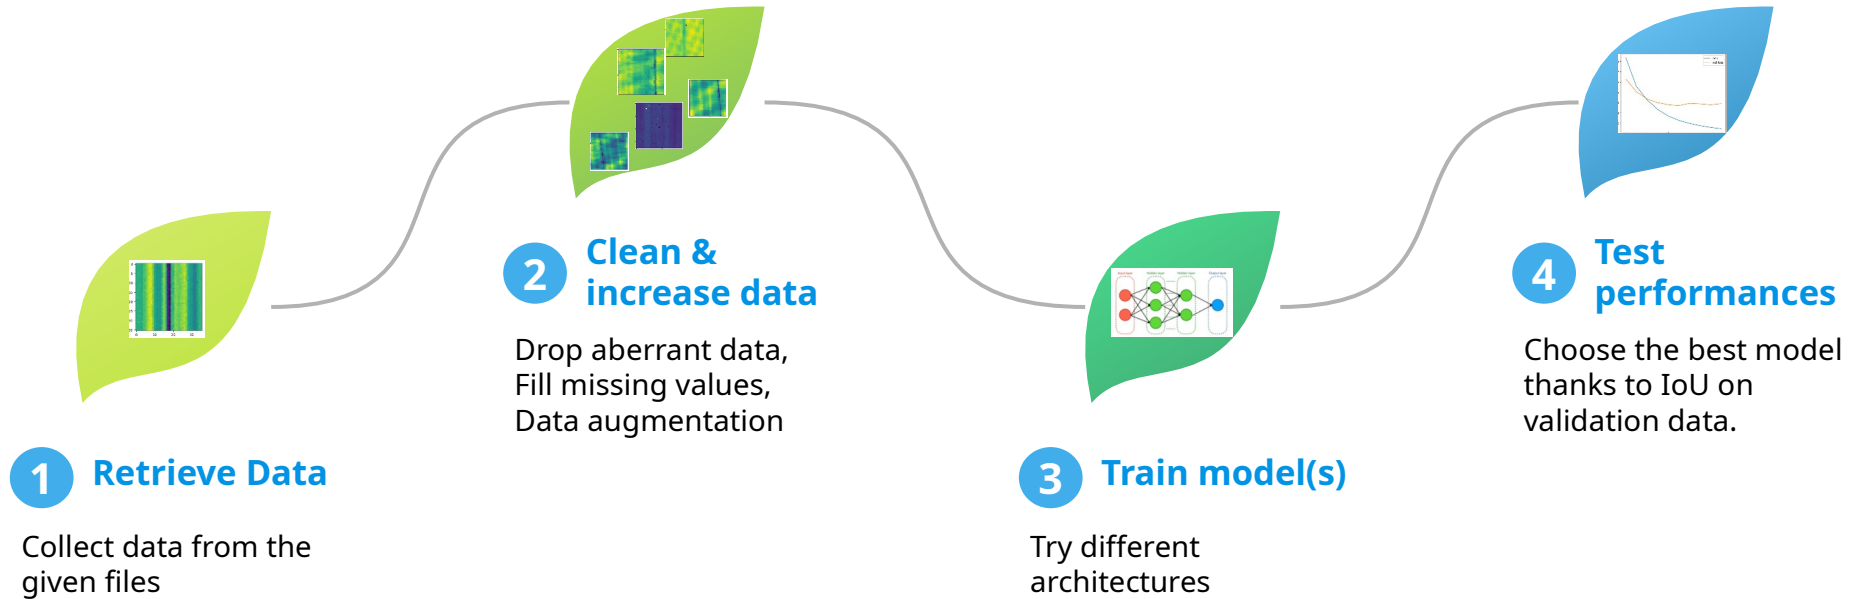 1
Retrieve Data
Collect data from the
given files
2
Clean &
increase data
Drop aberrant data,
Fill missing values,
Data augmentation
3
Train model(s)
Try different
architectures
4
Test
performances
Choose the best model
thanks to IoU on
validation data.